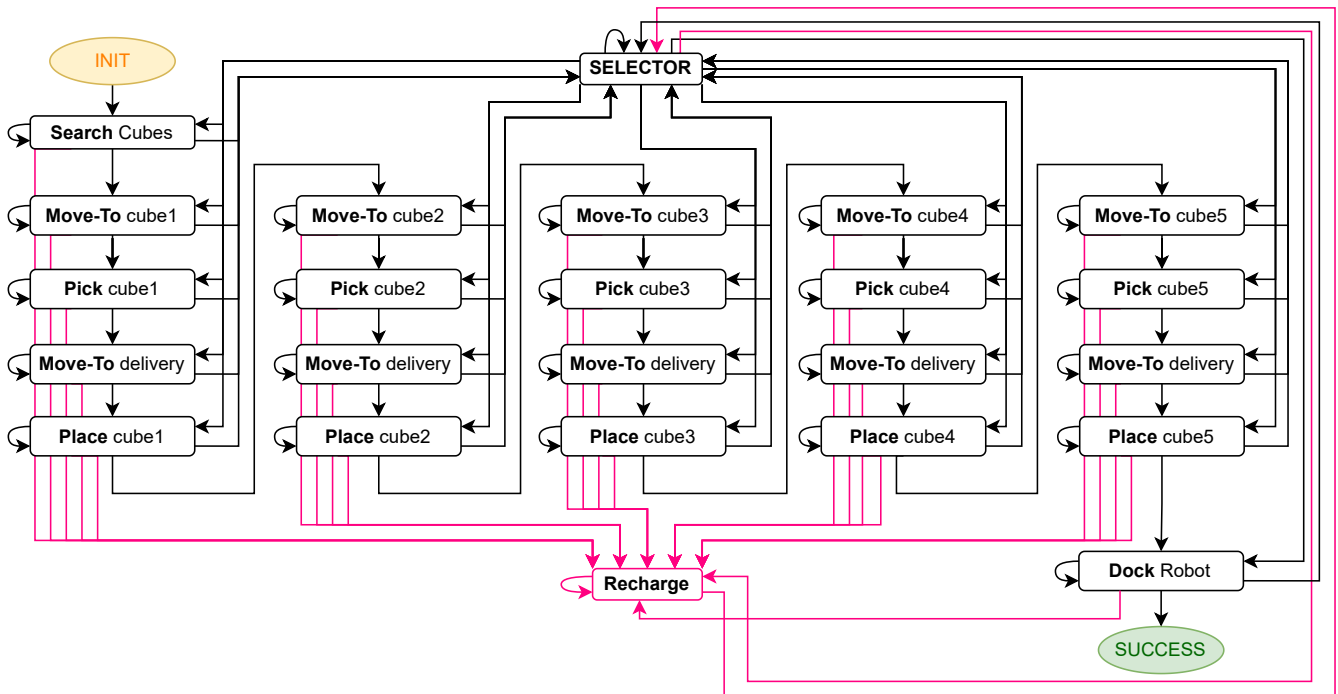 INIT
SELECTOR
Search Cubes
Move-To cube1
Move-To cube2
Move-To cube3
Move-To cube4
Move-To cube5
Pick cube1
Pick cube2
Pick cube3
Pick cube4
Pick cube5
Move-To delivery
Move-To delivery
Move-To delivery
Move-To delivery
Move-To delivery
Place cube1
Place cube2
Place cube3
Place cube4
Place cube5
Recharge
Dock Robot
SUCCESS